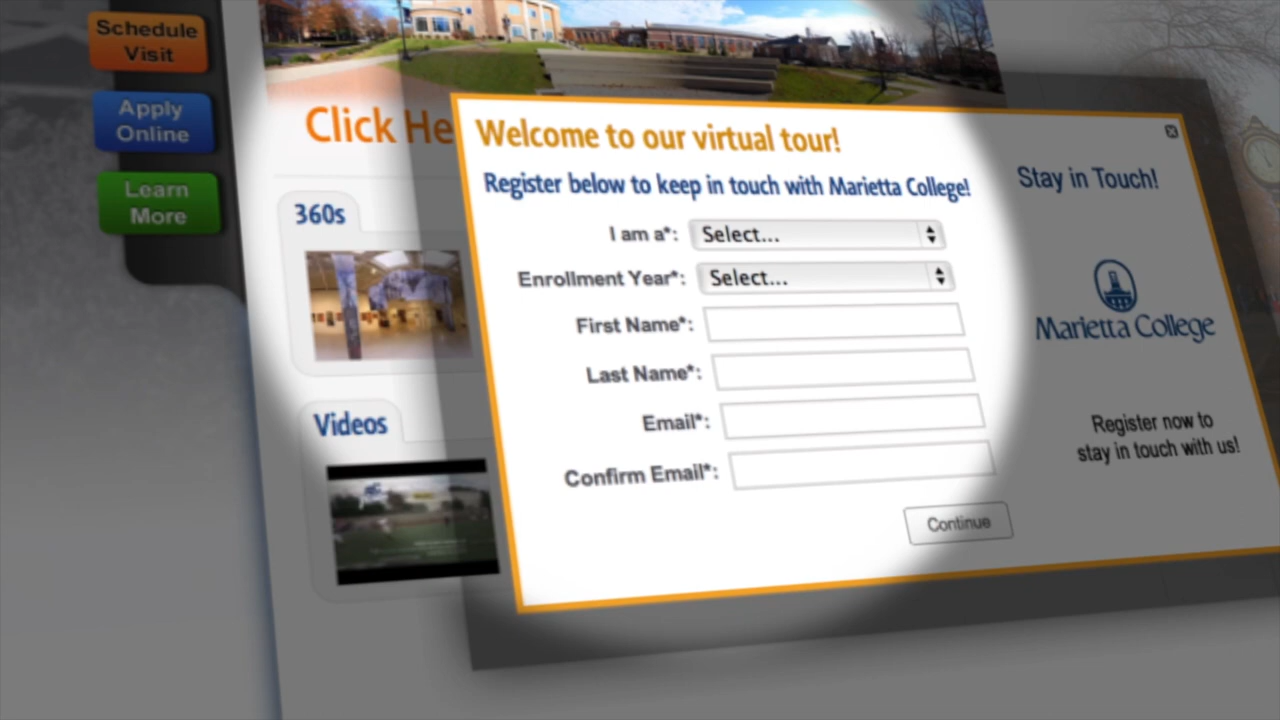 Schedule
Visit
Apply
Online
Learn
More
Click He
360s
Videos
Welcome to our virtual tour!
Register below to keep in touch with Marietta College!
I am a*: Select...
Enrollment Year*: Select...
First Name*:
Last Name*:
Email*:
Confirm Email*:
Continue
Stay in Touch!
Marietta College
Register now to
stay in touch with us!